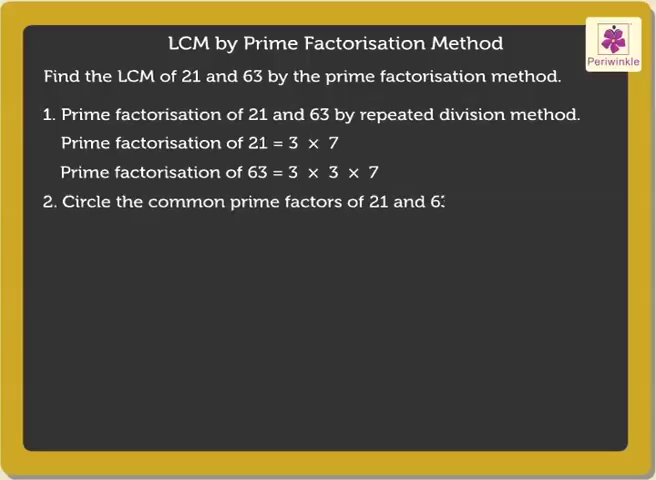 LCM by Prime Factorisation Method
Periwinkle
Find the LCM of 21 and 63 by the prime factorisation method.
1. Prime factorisation of 21 and 63 by repeated division method.
Prime factorisation of 21 = 3 × 7
Prime factorisation of 63 = 3 × 3 × 7
2. Circle the common prime factors of 21 and